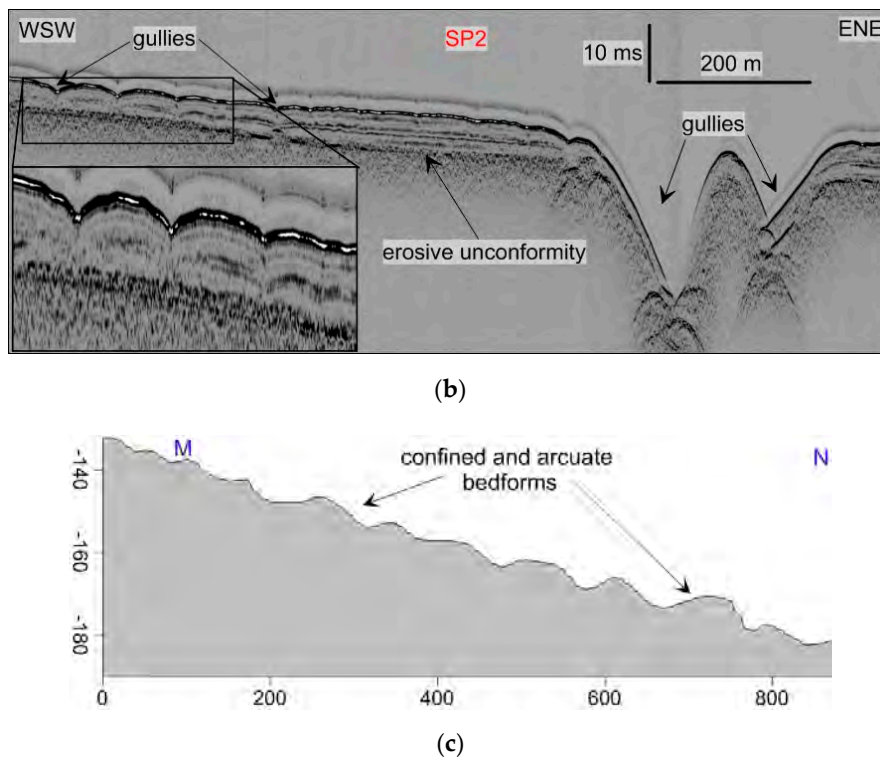 WSW
gullies
SP2
10 ms
200 m
ENE
gullies
erosive unconformity
(b)
M
confined and arcuate
bedforms
N
-140
-160
-180
0 200 400 600 800
(c)